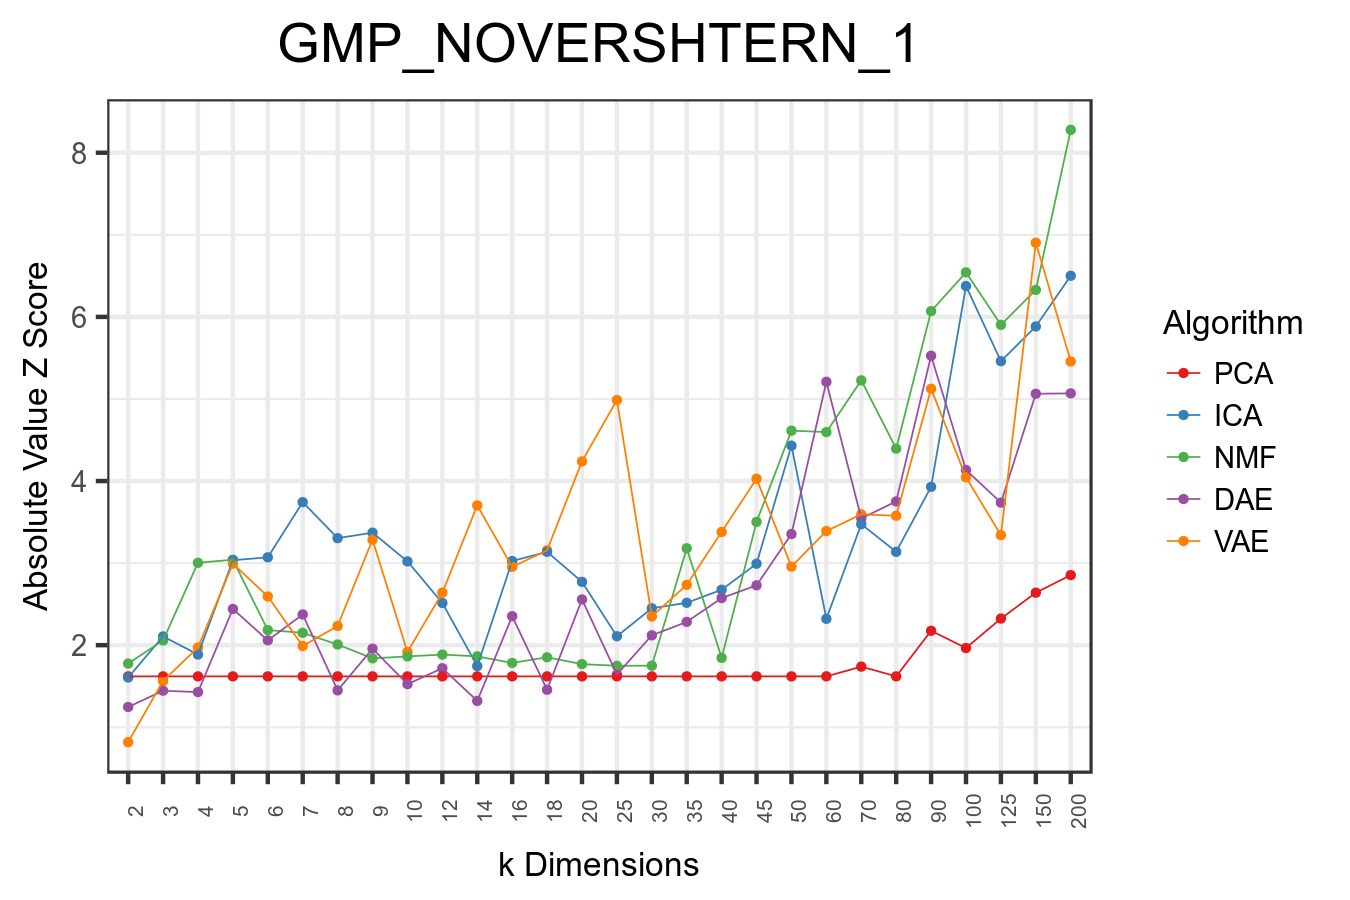 GMP_NOVERSHTERN_1
Absolute Value Z Score
8
6
4
2
2 3 4 5 6 7 8 9 10 12 14 16 18 20 25 30 35 40 45 50 60 70 80 90 100 125 150 200
k Dimensions
Algorithm
PCA
ICA
NMF
DAE
VAE